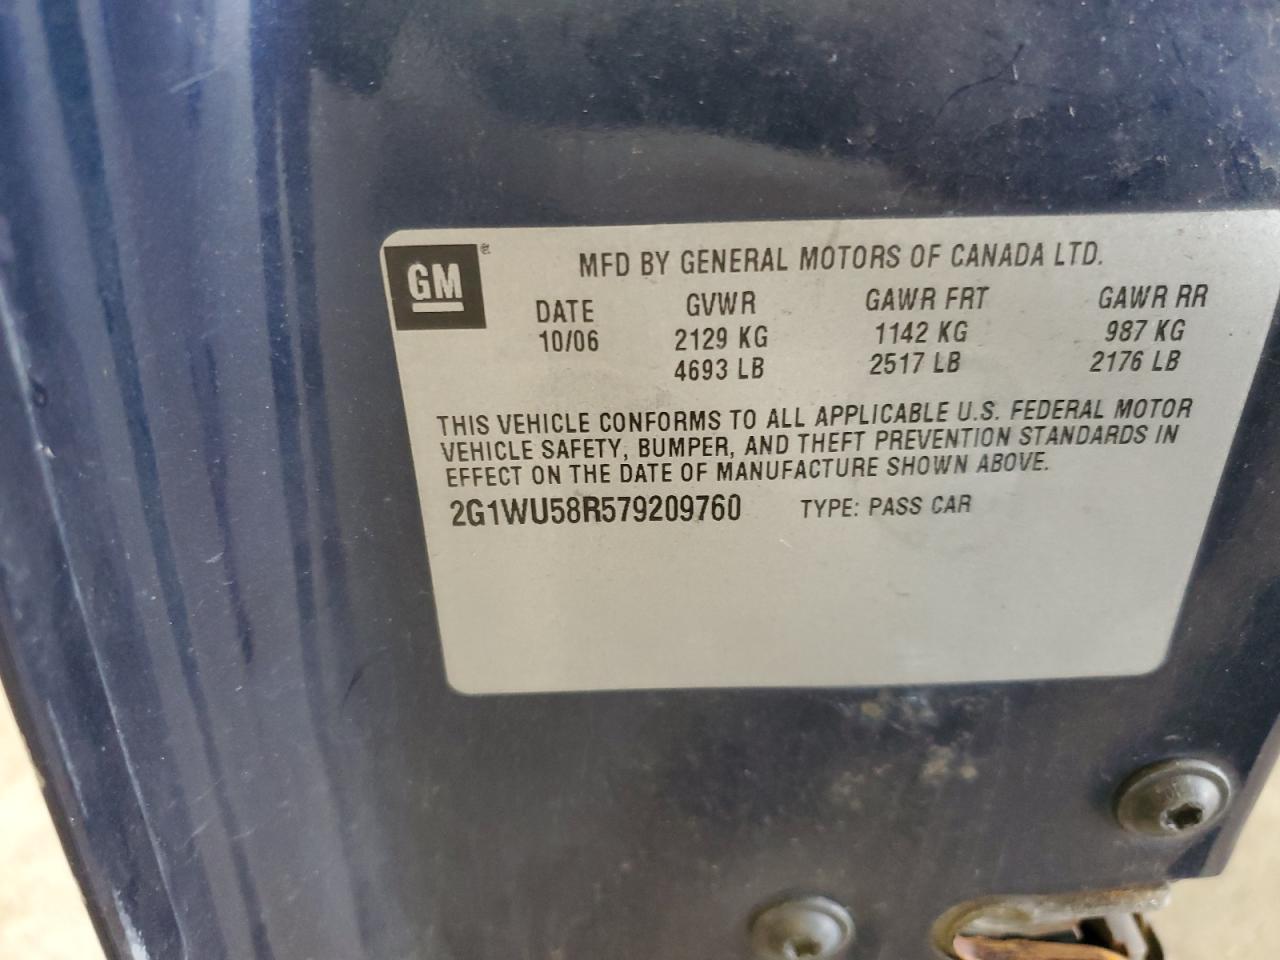 GM
MFD BY GENERAL MOTORS OF CANADA LTD.
DATE GVWR GAWR FRT GAWR RR
10/06 2129 KG 1142 KG 987 KG
4693 LB 2517 LB 2176 LB
THIS VEHICLE CONFORMS TO ALL APPLICABLE U.S. FEDERAL MOTOR
VEHICLE SAFETY, BUMPER, AND THEFT PREVENTION STANDARDS IN
EFFECT ON THE DATE OF MANUFACTURE SHOWN ABOVE.
2G1WU58R579209760 TYPE: PASS CAR